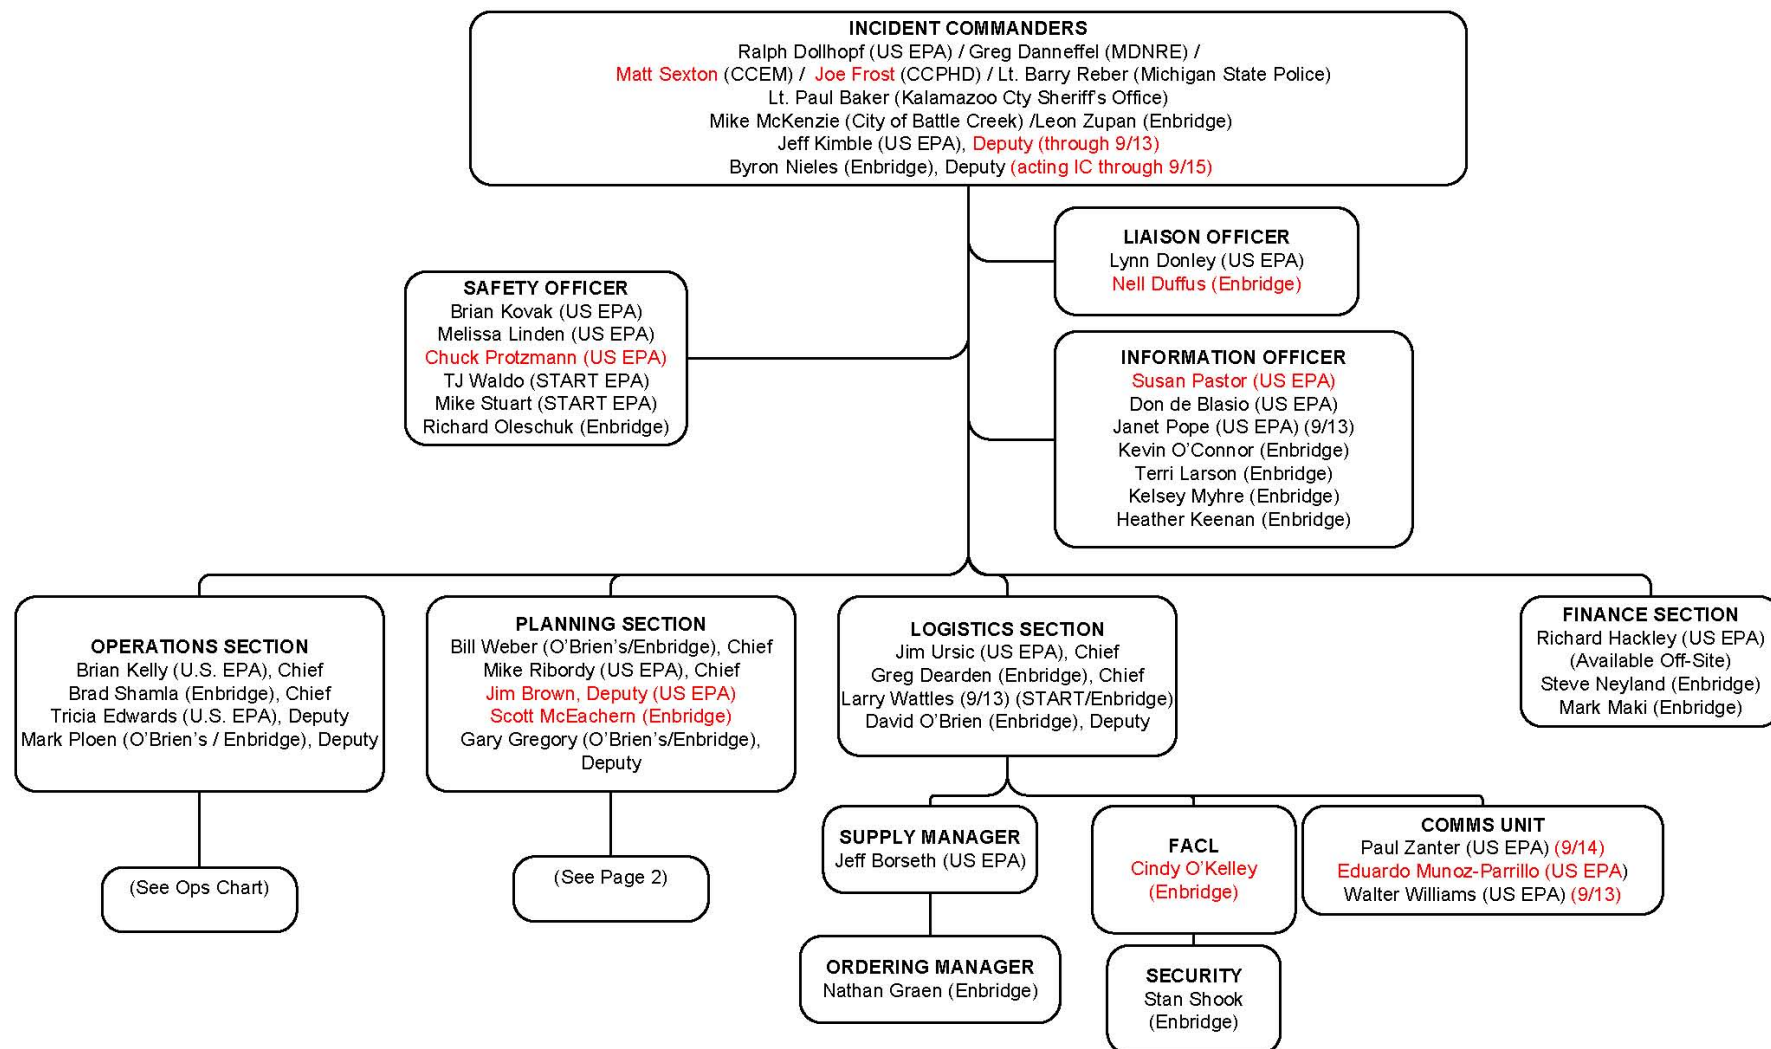 INCIDENT COMMANDERS
Ralph Dollhopf (US EPA) / Greg Danneffel (MDNRE) /
Matt Sexton (CCEM) / Joe Frost (CCPHD) / Lt. Barry Reber (Michigan State Police)
Lt. Paul Baker (Kalamazoo Cty Sheriff's Office)
Mike McKenzie (City of Battle Creek) /Leon Zupan (Enbridge)
Jeff Kimble (US EPA), Deputy (through 9/13)
Byron Nieles (Enbridge), Deputy (acting IC through 9/15)
LIAISON OFFICER
Lynn Donley (US EPA)
Nell Duffus (Enbridge)
SAFETY OFFICER
Brian Kovak (US EPA)
Melissa Linden (US EPA)
Chuck Protzmann (US EPA)
TJ Waldo (START EPA)
Mike Stuart (START EPA)
Richard Oleschuk (Enbridge)
INFORMATION OFFICER
Susan Pastor (US EPA)
Don de Blasio (US EPA)
Janet Pope (US EPA) (9/13)
Kevin O'Connor (Enbridge)
Terri Larson (Enbridge)
Kelsey Myhre (Enbridge)
Heather Keenan (Enbridge)
OPERATIONS SECTION
Brian Kelly (U.S. EPA), Chief
Brad Shamla (Enbridge), Chief
Tricia Edwards (U.S. EPA), Deputy
Mark Ploen (O'Brien's / Enbridge), Deputy
(See Ops Chart)
PLANNING SECTION
Bill Weber (O'Brien's/Enbridge), Chief
Mike Ribordy (US EPA), Chief
Jim Brown, Deputy (US EPA)
Scott McEachern (Enbridge)
Gary Gregory (O'Brien's/Enbridge),
Deputy
(See Page 2)
LOGISTICS SECTION
Jim Ursic (US EPA), Chief
Greg Dearden (Enbridge), Chief
Larry Wattles (9/13) (START/Enbridge)
David O'Brien (Enbridge), Deputy
FINANCE SECTION
Richard Hackley (US EPA)
(Available Off-Site)
Steve Neyland (Enbridge)
Mark Maki (Enbridge)
SUPPLY MANAGER
Jeff Borseth (US EPA)
ORDERING MANAGER
Nathan Graen (Enbridge)
FACL
Cindy O'Kelley
(Enbridge)
SECURITY
Stan Shook
(Enbridge)
COMMS UNIT
Paul Zanter (US EPA) (9/14)
Eduardo Munoz-Parrillo (US EPA)
Walter Williams (US EPA) (9/13)